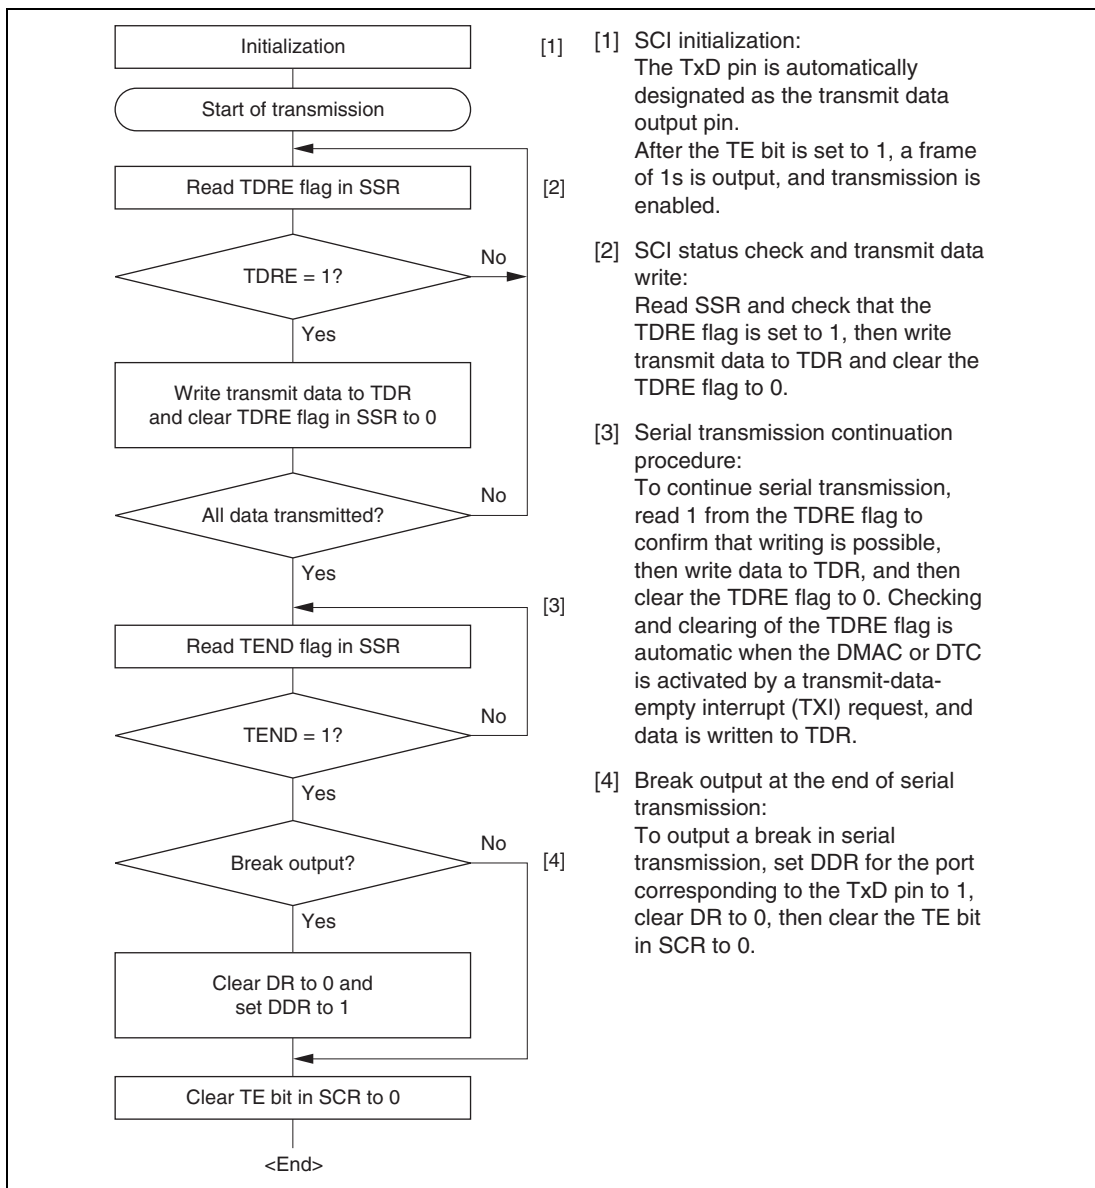 Initialization
[1]
Start of transmission
Read TDRE flag in SSR
[2]
TDRE = 1?
No
Yes
Write transmit data to TDR
and clear TDRE flag in SSR to 0
All data transmitted?
No
Yes
[3]
Read TEND flag in SSR
TEND = 1?
No
Yes
Break output?
No
[4]
Yes
Clear DR to 0 and
set DDR to 1
Clear TE bit in SCR to 0
<End>
[1] SCI initialization:
The TxD pin is automatically
designated as the transmit data
output pin.
After the TE bit is set to 1, a frame
of 1s is output, and transmission is
enabled.
[2] SCI status check and transmit data
write:
Read SSR and check that the
TDRE flag is set to 1, then write
transmit data to TDR and clear the
TDRE flag to 0.
[3] Serial transmission continuation
procedure:
To continue serial transmission,
read 1 from the TDRE flag to
confirm that writing is possible,
then write data to TDR, and then
clear the TDRE flag to 0. Checking
and clearing of the TDRE flag is
automatic when the DMAC or DTC
is activated by a transmit-data-
empty interrupt (TXI) request, and
data is written to TDR.
[4] Break output at the end of serial
transmission:
To output a break in serial
transmission, set DDR for the port
corresponding to the TxD pin to 1,
clear DR to 0, then clear the TE bit
in SCR to 0.